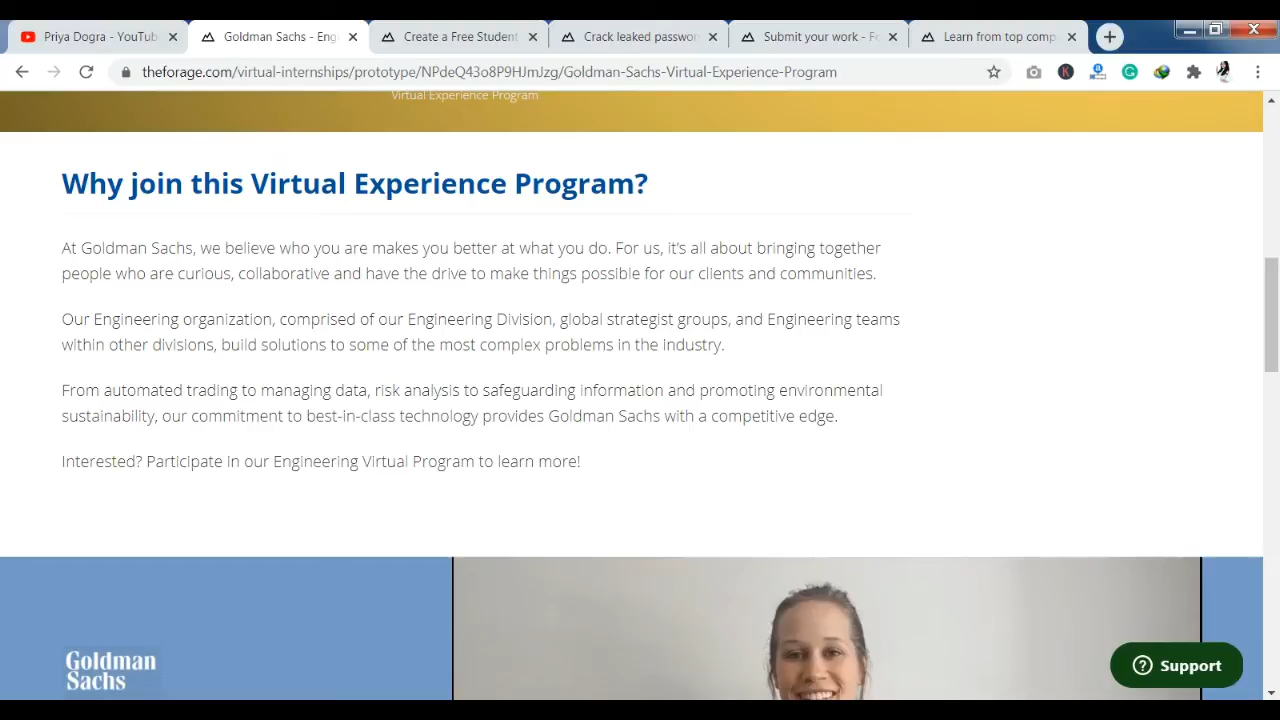 Priya Dogra - YouTub
Goldman Sachs - Eng
Create a Free Stude
Crack leaked passwo
Submit your work - Fo
Learn from top comp
theforage.com/virtual-internships/prototype/NPdeQ43o8P9HJmJzg/Goldman-Sachs-Virtual-Experience-Program
Virtual Experience Program
Why join this Virtual Experience Program?
At Goldman Sachs, we believe who you are makes you better at what you do. For us, it's all about bringing together
people who are curious, collaborative and have the drive to make things possible for our clients and communities.
Our Engineering organization, comprised of our Engineering Division, global strategist groups, and Engineering teams
within other divisions, build solutions to some of the most complex problems in the industry.
From automated trading to managing data, risk analysis to safeguarding information and promoting environmental
sustainability, our commitment to best-in-class technology provides Goldman Sachs with a competitive edge.
Interested? Participate in our Engineering Virtual Program to learn more!
Goldman
Sachs
Support